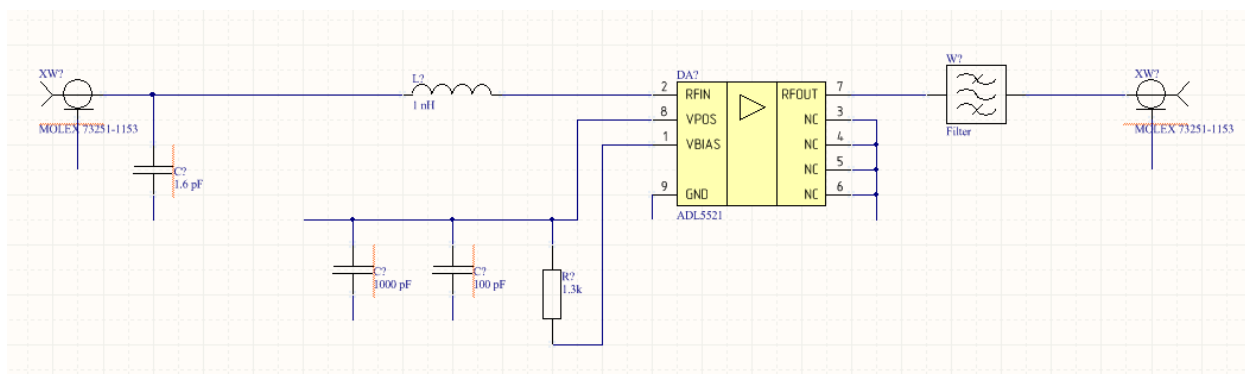 XW?
MOLEX 73251-1153
C?
1.6 pF
L?
1 nH
DA?
2 RFIN RFOUT 7
8 VPOS NC 3
1 VBIAS NC 4
NC 5
9 GND NC 6
ADL5521
W?
Filter
XW?
MOLEX 73251-1153
C?
1000 pF
C?
100 pF
R?
1.3k